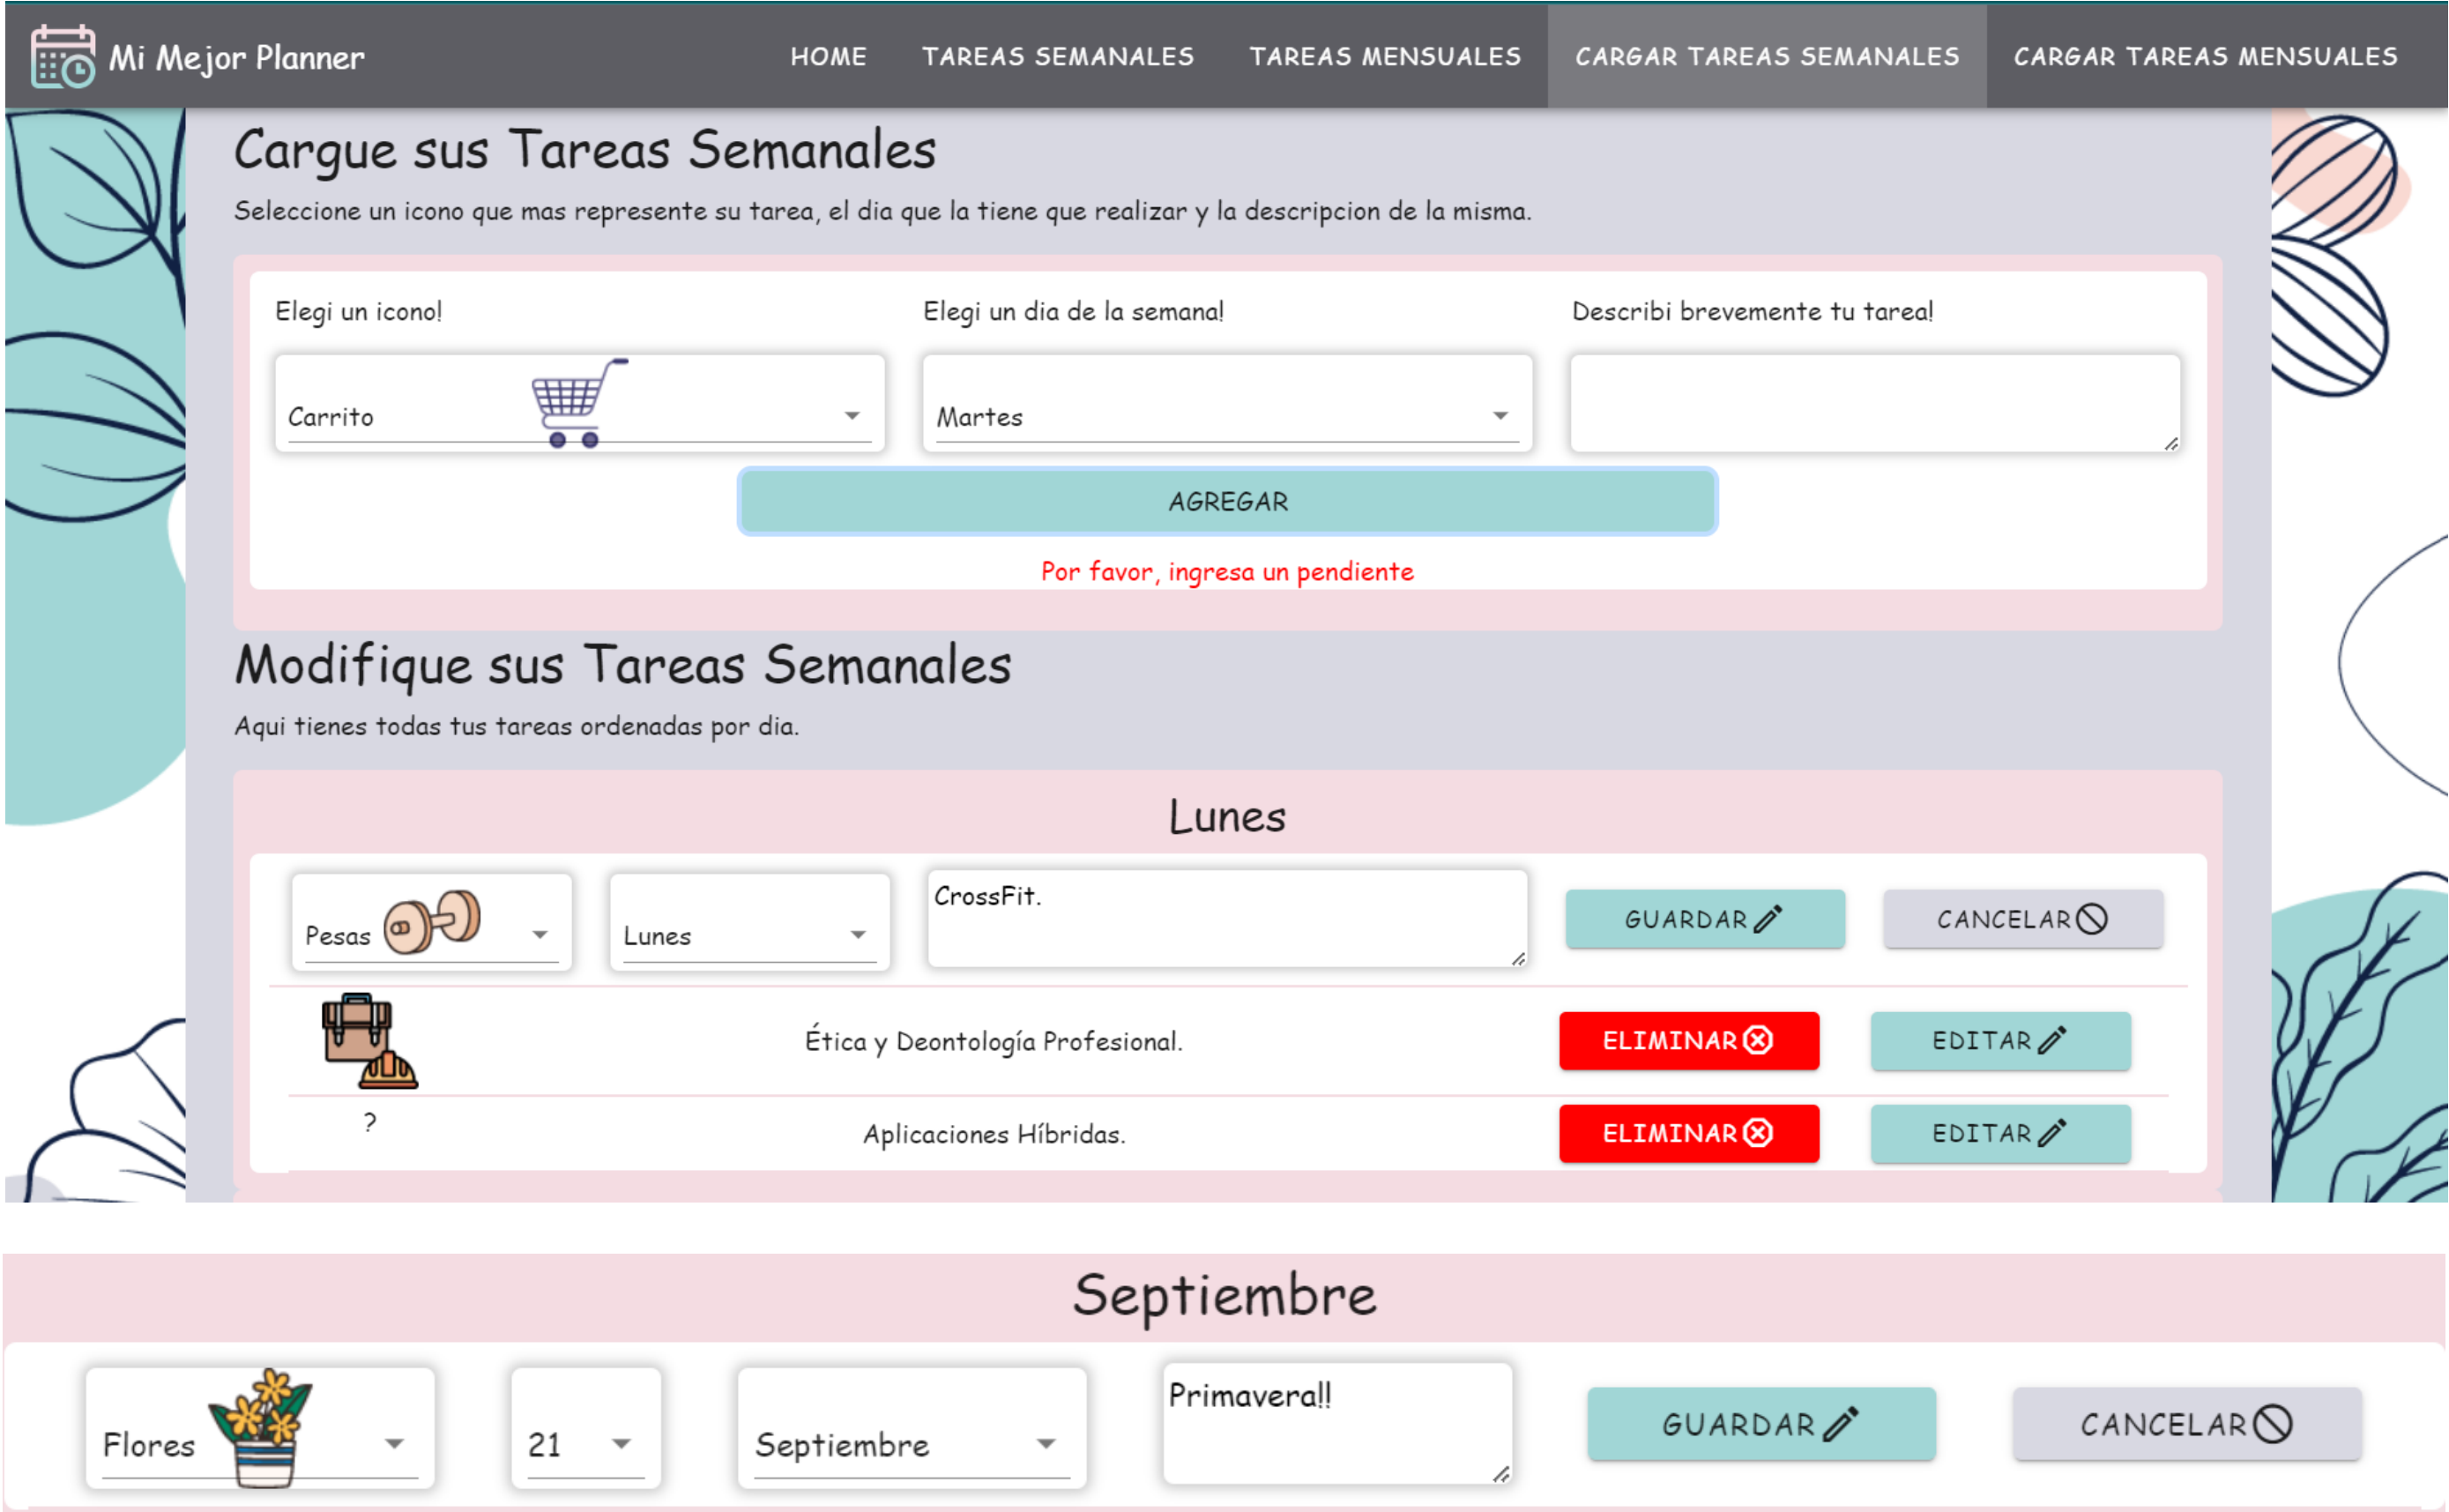 Mi Mejor Planner
HOME TAREAS SEMANALES TAREAS MENSUALES CARGAR TAREAS SEMANALES CARGAR TAREAS MENSUALES
Cargue sus Tareas Semanales
Seleccione un icono que mas represente su tarea, el dia que la tiene que realizar y la descripcion de la misma.
Elegi un icono! Elegi un dia de la semana! Describi brevemente tu tarea!
Carrito Martes
AGREGAR
Por favor, ingresa un pendiente
Modifique sus Tareas Semanales
Aqui tienes todas tus tareas ordenadas por dia.
Lunes
Pesas Lunes CrossFit. GUARDAR CANCELAR
Ética y Deontología Profesional. ELIMINAR EDITAR
? Aplicaciones Híbridas. ELIMINAR EDITAR
Septiembre
Flores 21 Septiembre Primavera!! GUARDAR CANCELAR